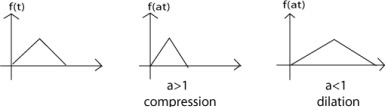 f(t)
f(at)
f(at)
a>1
compression
a<1
dilation